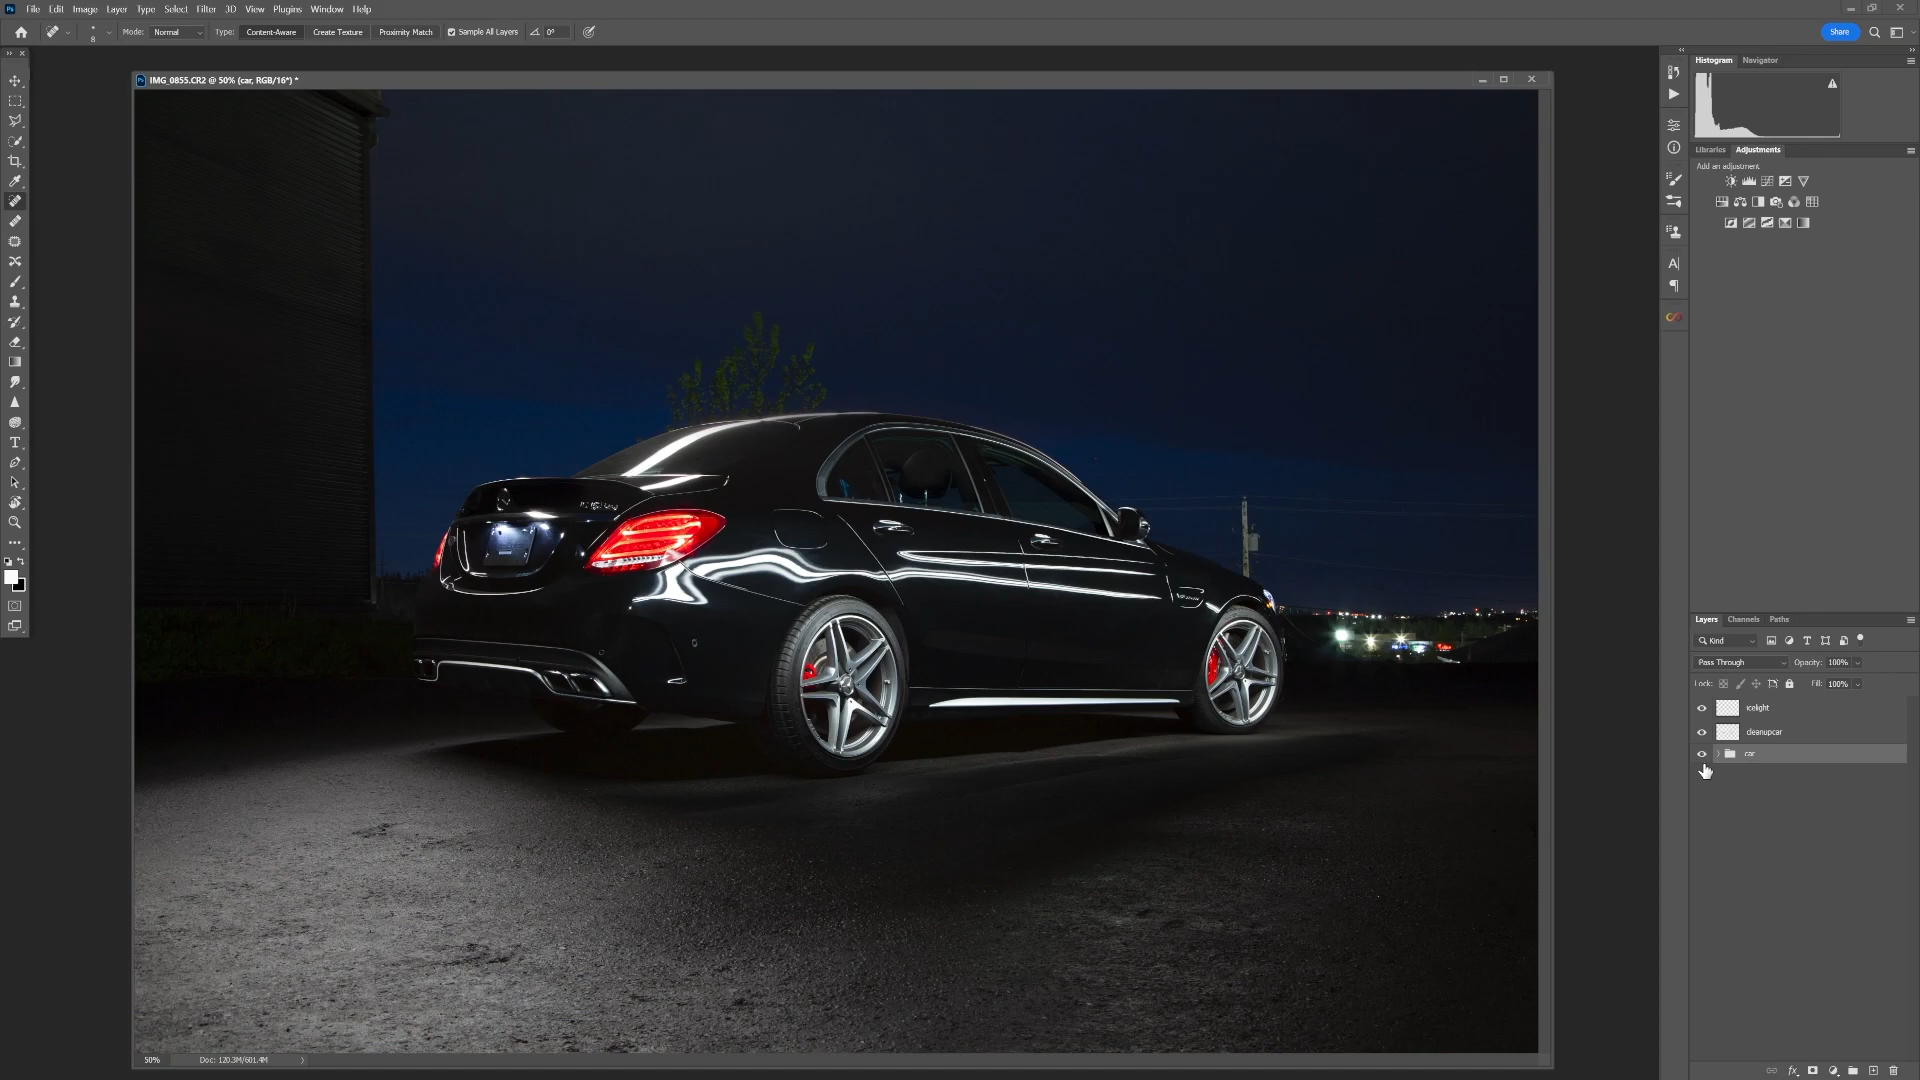 File Edit Image Layer Type Select Filter 3D View Plugins Window Help
8 Mode: Normal Type: Content-Aware Create Texture Proximity Match Sample All Layers 0° Share
IMG_0855.CR2 @ 50% (car, RGB/16*) *
Histogram Navigator
Libraries Adjustments
Add an adjustment
Layers Channels Paths
Kind
Pass Through Opacity: 100%
Lock: Fill: 100%
icelight
cleanupcar
car
50% Doc: 120.3M/601.4M